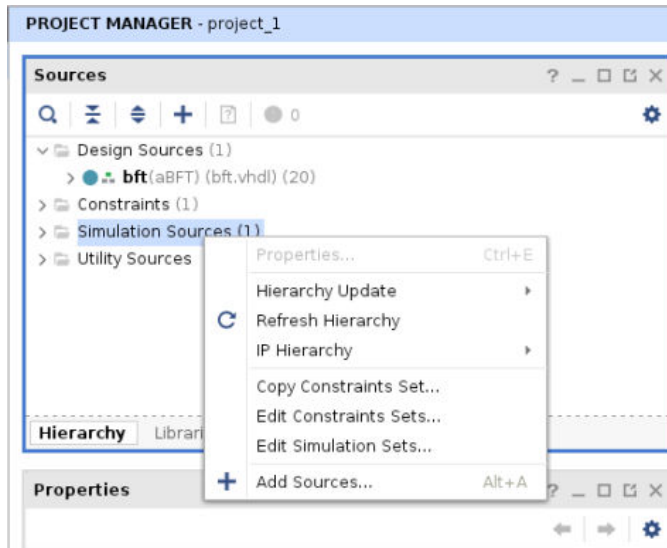 PROJECT MANAGER - project_1
Sources
? _
0
Design Sources (1)
bft(aBFT) (bft.vhdl) (20)
Constraints (1)
Simulation Sources (1)
Utility Sources
Properties... Ctrl+E
Hierarchy Update
Refresh Hierarchy
IP Hierarchy
Copy Constraints Set...
Edit Constraints Sets...
Edit Simulation Sets...
Add Sources... Alt+A
Hierarchy Librari
Properties
? _